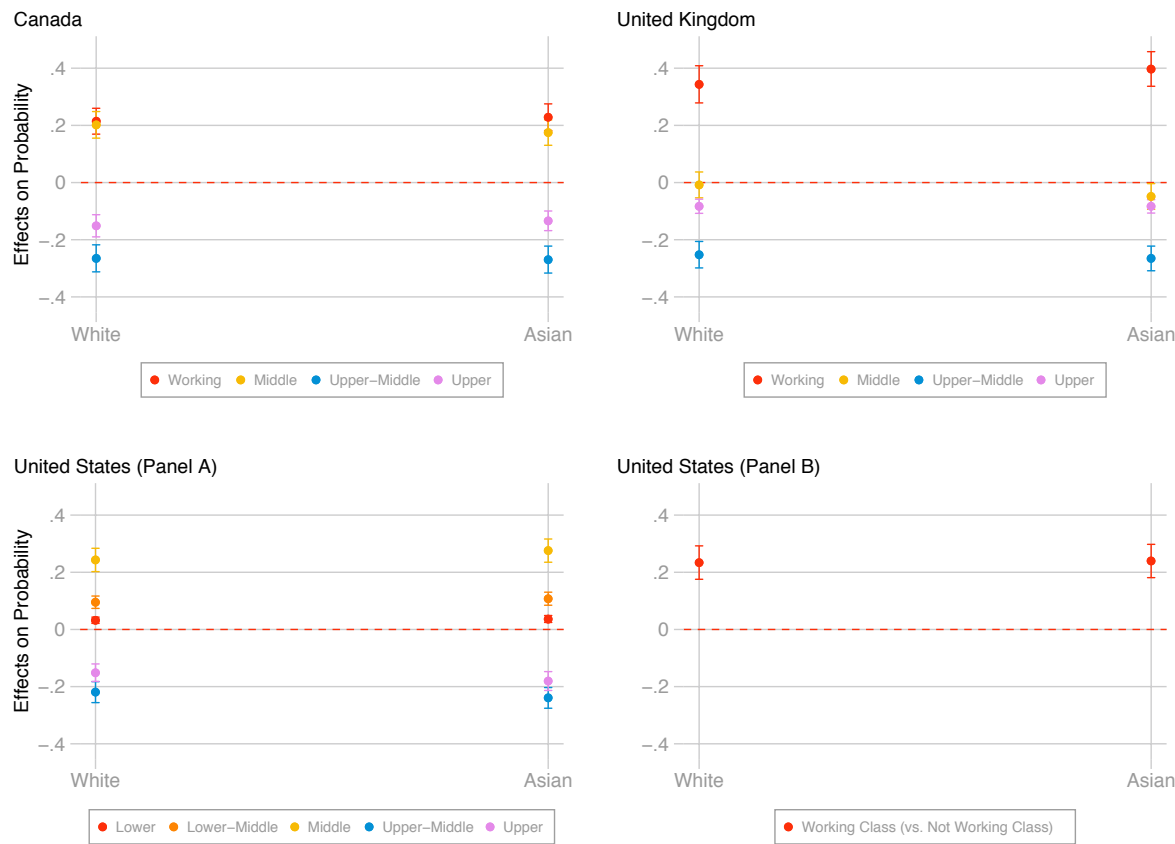 Canada
Effects on Probability
.4
.2
0
−.2
−.4
White
Asian
Working Middle Upper−Middle Upper
United Kingdom
.4
.2
0
−.2
−.4
White
Asian
Working Middle Upper−Middle Upper
United States (Panel A)
Effects on Probability
.4
.2
0
−.2
−.4
White
Asian
Lower Lower−Middle Middle Upper−Middle Upper
United States (Panel B)
.4
.2
0
−.2
−.4
White
Asian
Working Class (vs. Not Working Class)